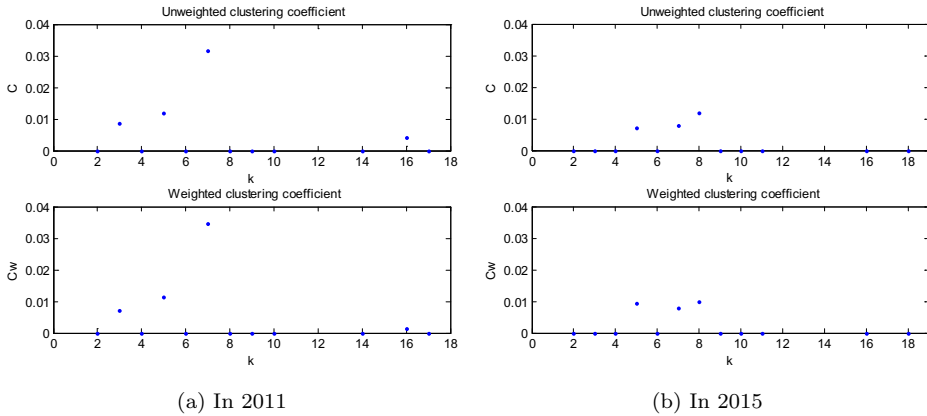 Unweighted clustering coefficient
0.04
0.03
0.02
0.01
0
C
0 2 4 6 8 10 12 14 16 18
k
Weighted clustering coefficient
0.04
0.03
0.02
0.01
0
Cw
0 2 4 6 8 10 12 14 16 18
k
(a) In 2011
Unweighted clustering coefficient
0.04
0.03
0.02
0.01
0
C
0 2 4 6 8 10 12 14 16 18
k
Weighted clustering coefficient
0.04
0.03
0.02
0.01
0
Cw
0 2 4 6 8 10 12 14 16 18
k
(b) In 2015